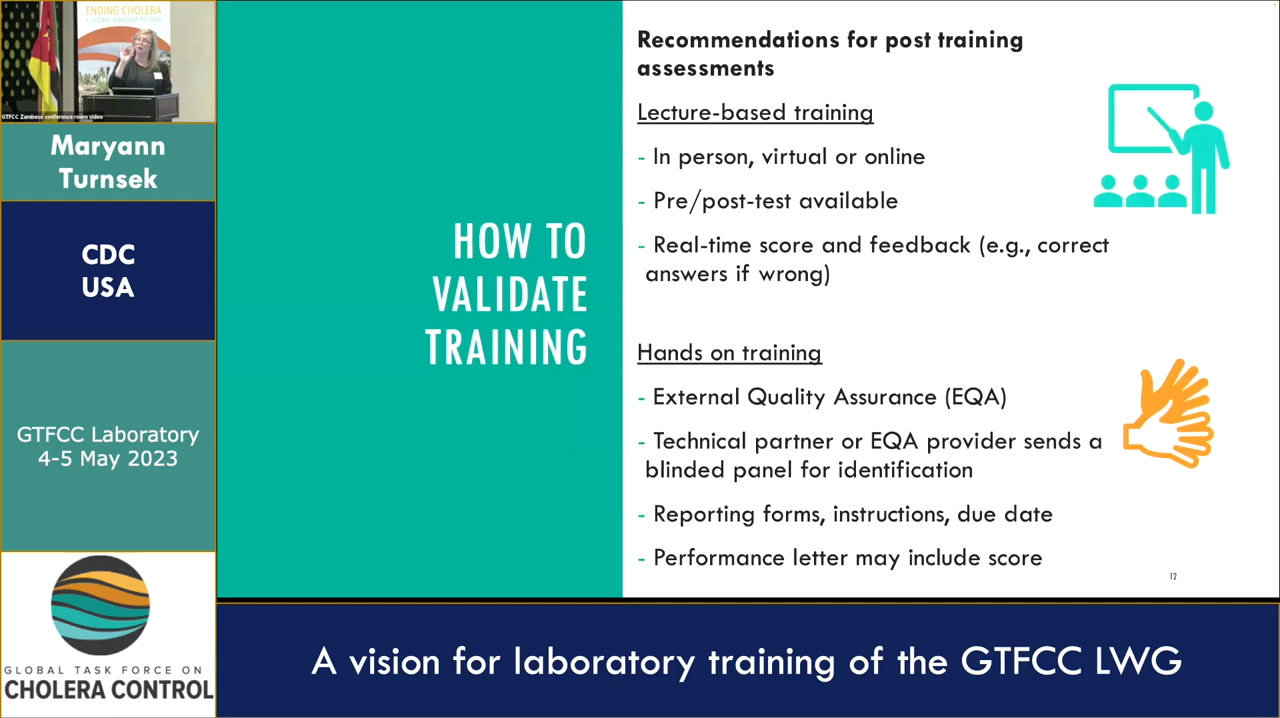 ENDING CHOLERA
A GLOBAL ROADMAP TO 2030
GTFCC Zambese conference room video
Maryann
Turnsek
CDC
USA
GTFCC Laboratory
4-5 May 2023
GLOBAL TASK FORCE ON
CHOLERA CONTROL
HOW TO
VALIDATE
TRAINING
Recommendations for post training
assessments
Lecture-based training
- In person, virtual or online
- Pre/post-test available
- Real-time score and feedback (e.g., correct
answers if wrong)
Hands on training
- External Quality Assurance (EQA)
- Technical partner or EQA provider sends a
blinded panel for identification
- Reporting forms, instructions, due date
- Performance letter may include score
12
A vision for laboratory training of the GTFCC LWG